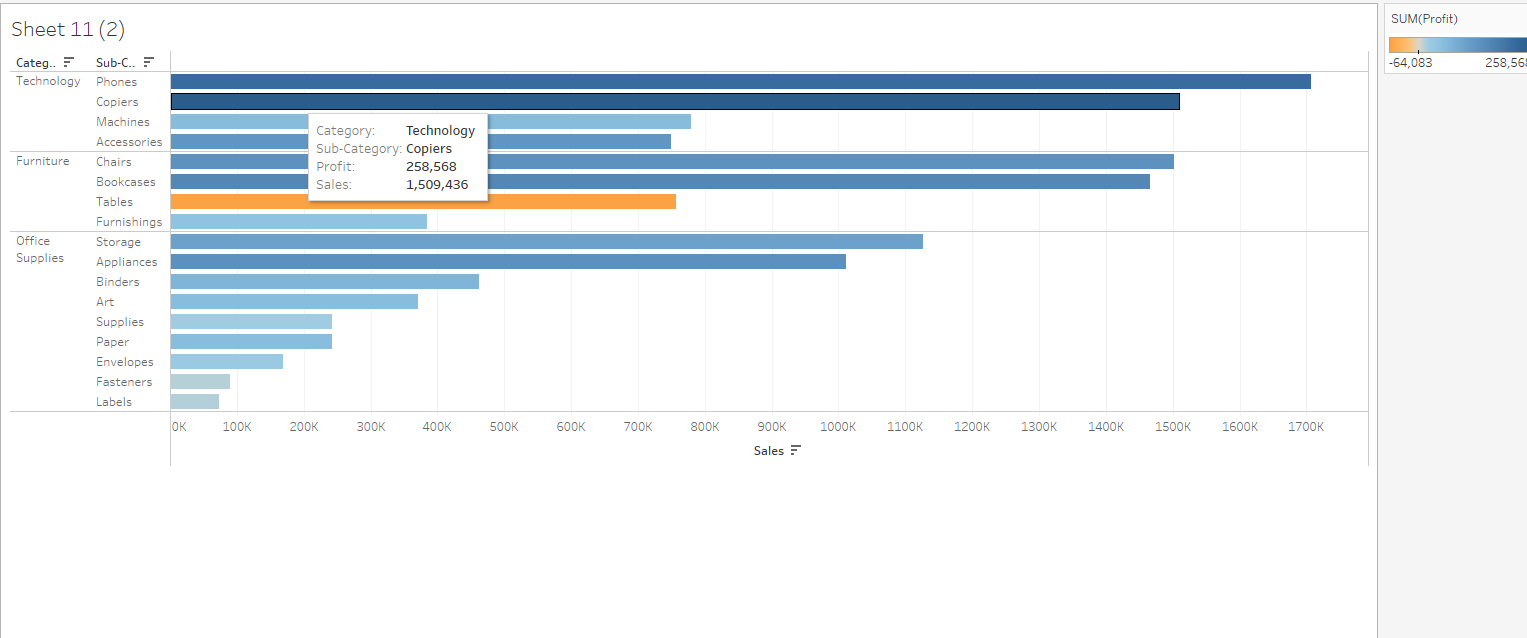 Sheet 11 (2)
SUM(Profit)
-64,083 258,568
Categ.. Sub-C..
Technology Phones
Copiers
Machines
Accessories
Furniture Chairs
Bookcases
Tables
Furnishings
Office Supplies
Storage
Appliances
Binders
Art
Supplies
Paper
Envelopes
Fasteners
Labels
Category: Technology
Sub-Category: Copiers
Profit: 258,568
Sales: 1,509,436
0K 100K 200K 300K 400K 500K 600K 700K 800K 900K 1000K 1100K 1200K 1300K 1400K 1500K 1600K 1700K
Sales